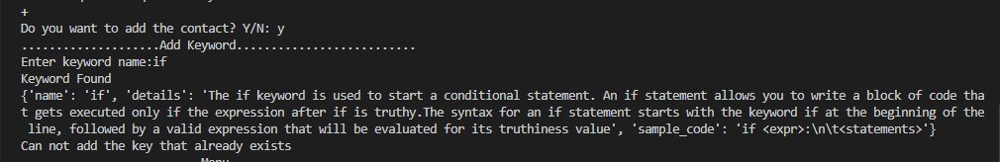 +
Do you want to add the contact? Y/N: y
...................Add Keyword.........................
Enter keyword name:if
Keyword Found
{'name': 'if', 'details': 'The if keyword is used to start a conditional statement. An if statement allows you to write a block of code tha
t gets executed only if the expression after if is truthy.The syntax for an if statement starts with the keyword if at the beginning of the
 line, followed by a valid expression that will be evaluated for its truthiness value', 'sample_code': 'if <expr>:\n\t<statements>'}
Can not add the key that already exists
Menu